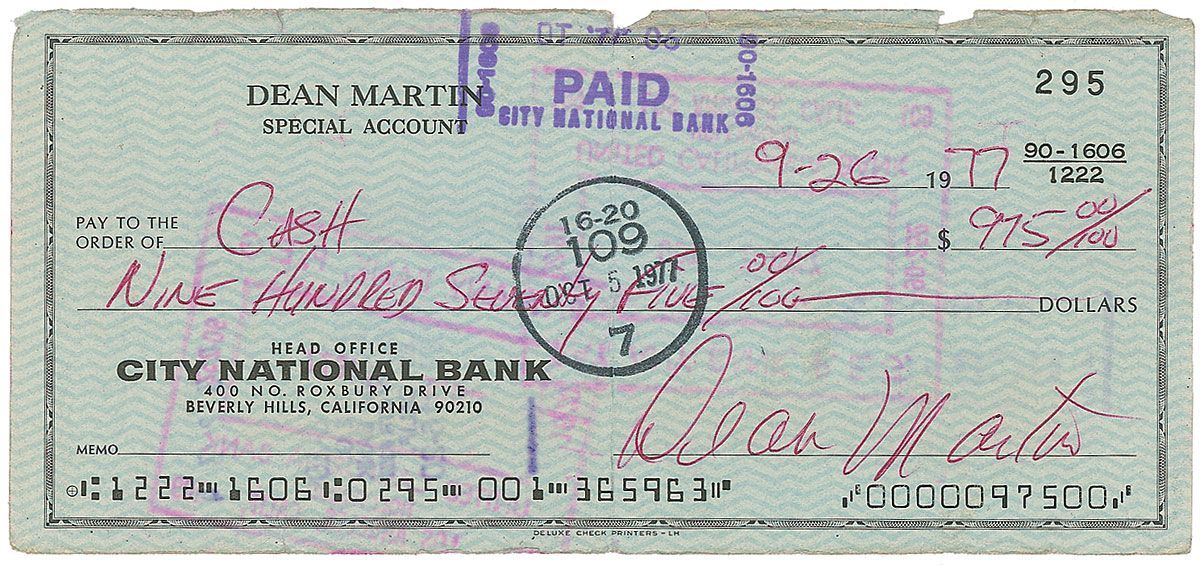 DEAN MARTIN
SPECIAL ACCOUNT
PAID
CITY NATIONAL BANK
90-1606
295
9-26 1977
90-1606
1222
PAY TO THE
ORDER OF Cash $ 975 00/100
Nine Hundred Seventy Five 00/100 DOLLARS
16-20
109
OCT 5 1977
7
HEAD OFFICE
CITY NATIONAL BANK
400 NO. ROXBURY DRIVE
BEVERLY HILLS, CALIFORNIA 90210
MEMO
Dean Martin
⑆1222⑉1606⑆0295⑉001⑉365963⑈ ⑇0000097500⑇
DELUXE CHECK PRINTERS - LH